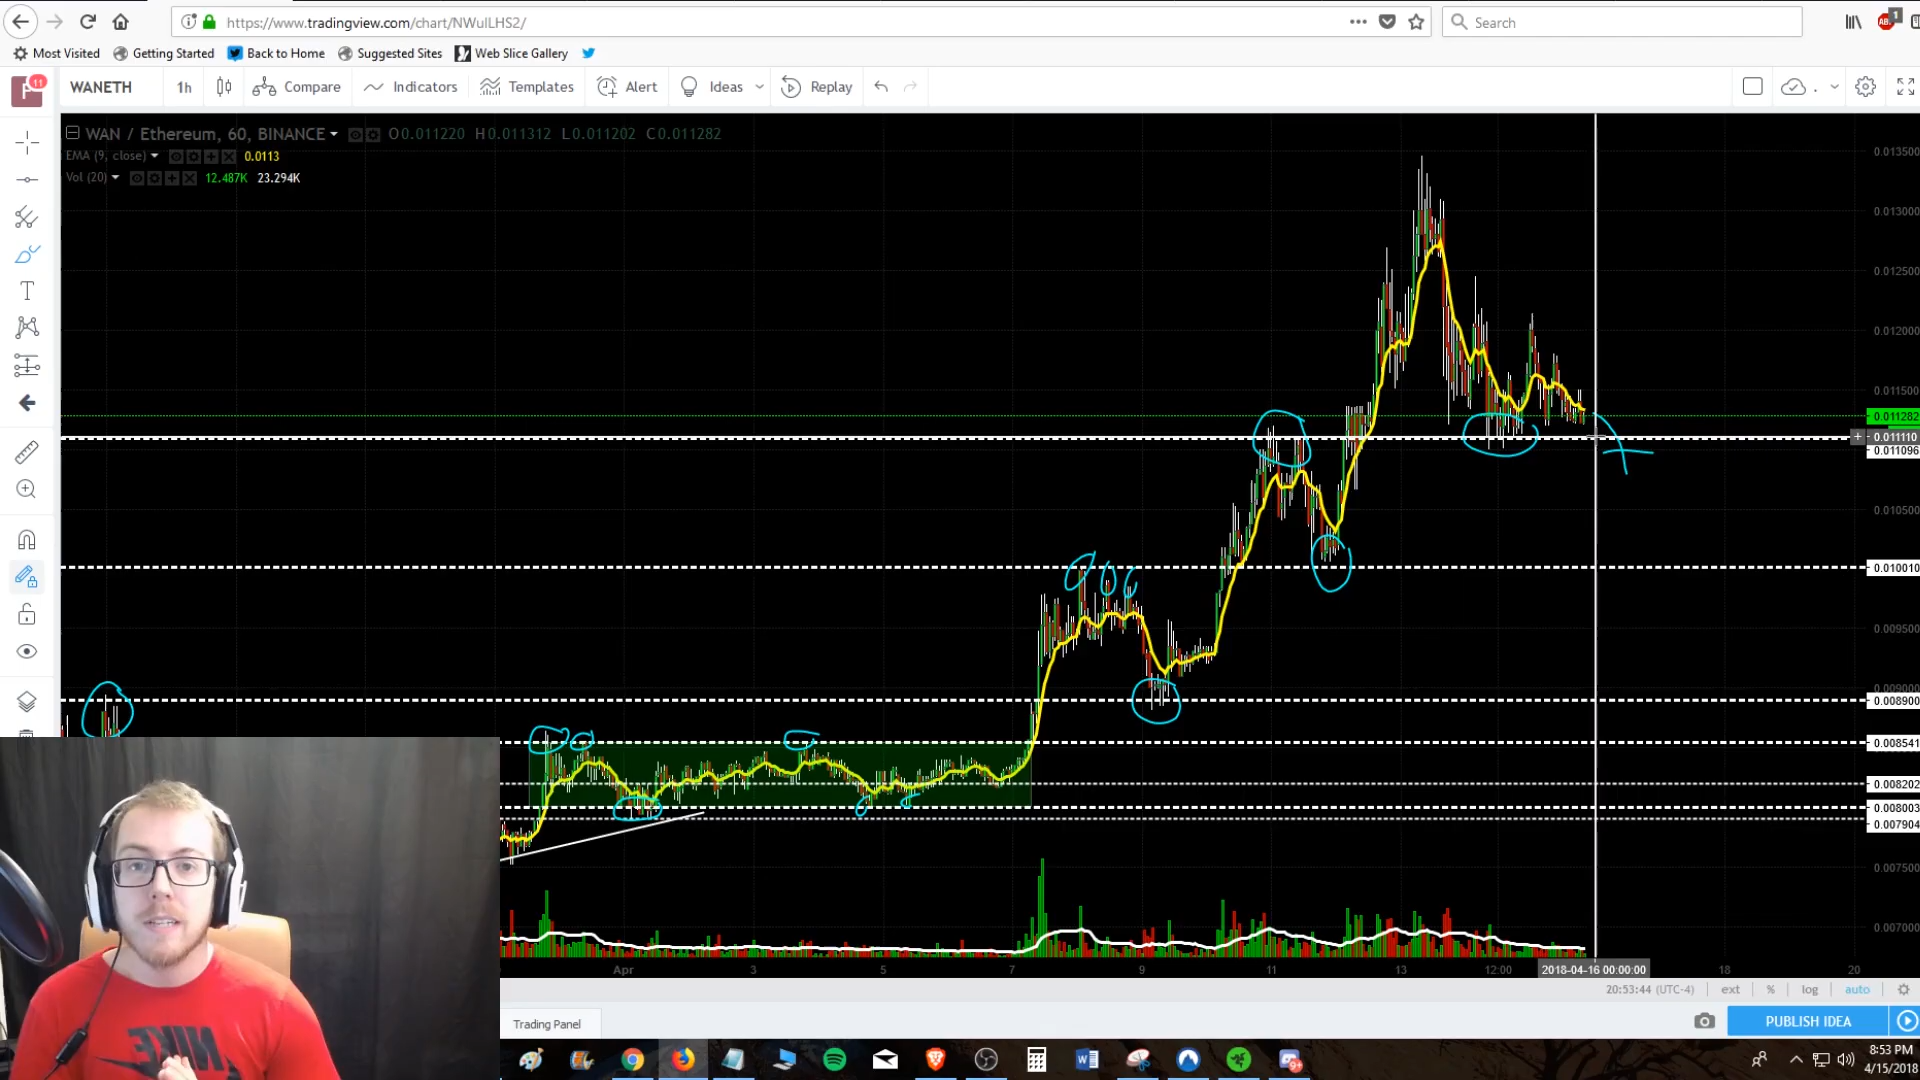 https://www.tradingview.com/chart/NWulLHS2/
Search
1
Most Visited
Getting Started
Back to Home
Suggested Sites
Web Slice Gallery
11
WANETH
1h
Compare
Indicators
Templates
Alert
Ideas
Replay
WAN / Ethereum, 60, BINANCE
O0.011220 H0.011312 L0.011202 C0.011282
EMA (9, close)
0.0113
Vol (20)
12.487K 23.294K
0.013500
0.013000
0.012500
0.012000
0.011500
0.011282
0.011110
0.011096
0.010500
0.010010
0.009500
0.009000
0.008900
0.008541
0.008202
0.008003
0.007904
0.007500
0.007000
Apr
3
5
7
9
11
13
12:00
2018-04-16 00:00:00
18
20
20:53:44 (UTC-4)
ext
%
log
auto
Trading Panel
PUBLISH IDEA
NIKE
8:53 PM
4/15/2018